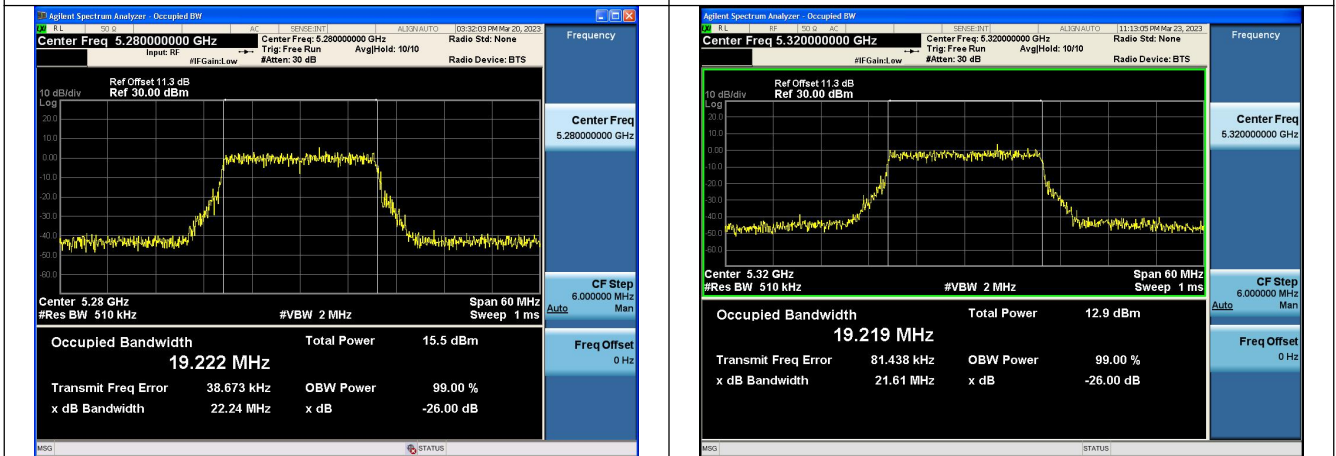 Agilent Spectrum Analyzer - Occupied BW
RL 50 Ω AC SENSE:INT ALIGN AUTO 03:32:03 PM Mar 20, 2023
Center Freq 5.280000000 GHz
Input: RF
#IFGain:Low
Center Freq: 5.280000000 GHz
Trig: Free Run Avg|Hold: 10/10
#Atten: 30 dB
Radio Std: None
Radio Device: BTS
Frequency
Ref Offset 11.3 dB
10 dB/div Ref 30.00 dBm
Log
20.0
10.0
0.00
-10.0
-20.0
-30.0
-40.0
-50.0
-60.0
Center Freq
5.280000000 GHz
Center 5.28 GHz Span 60 MHz
#Res BW 510 kHz #VBW 2 MHz Sweep 1 ms
CF Step
6.000000 MHz
Auto Man
Occupied Bandwidth Total Power 15.5 dBm
19.222 MHz
Transmit Freq Error 38.673 kHz OBW Power 99.00 %
x dB Bandwidth 22.24 MHz x dB -26.00 dB
Freq Offset
0 Hz
MSG STATUS
Agilent Spectrum Analyzer - Occupied BW
RL RF 50 Ω AC SENSE:INT ALIGN AUTO 11:13:05 PM Mar 23, 2023
Center Freq 5.320000000 GHz
#IFGain:Low
Center Freq: 5.320000000 GHz
Trig: Free Run Avg|Hold: 10/10
#Atten: 30 dB
Radio Std: None
Radio Device: BTS
Frequency
Ref Offset 11.3 dB
10 dB/div Ref 30.00 dBm
Log
20.0
10.0
0.00
-10.0
-20.0
-30.0
-40.0
-50.0
-60.0
Center Freq
5.320000000 GHz
Center 5.32 GHz Span 60 MHz
#Res BW 510 kHz #VBW 2 MHz Sweep 1 ms
CF Step
6.000000 MHz
Auto Man
Occupied Bandwidth Total Power 12.9 dBm
19.219 MHz
Transmit Freq Error 81.438 kHz OBW Power 99.00 %
x dB Bandwidth 21.61 MHz x dB -26.00 dB
Freq Offset
0 Hz
MSG STATUS